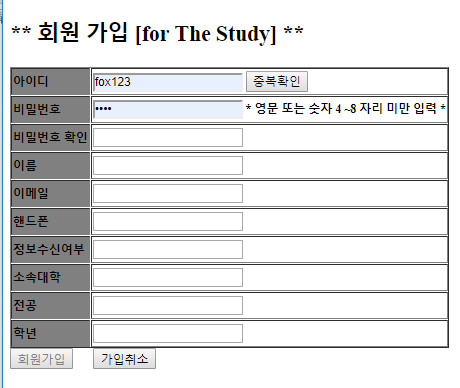 ** 회원 가입 [for The Study] **
아이디 fox123 중복확인
비밀번호 •••• * 영문 또는 숫자 4 ~8 자리 미만 입력 *
비밀번호 확인
이름
이메일
핸드폰
정보수신여부
소속대학
전공
학년
회원가입 가입취소